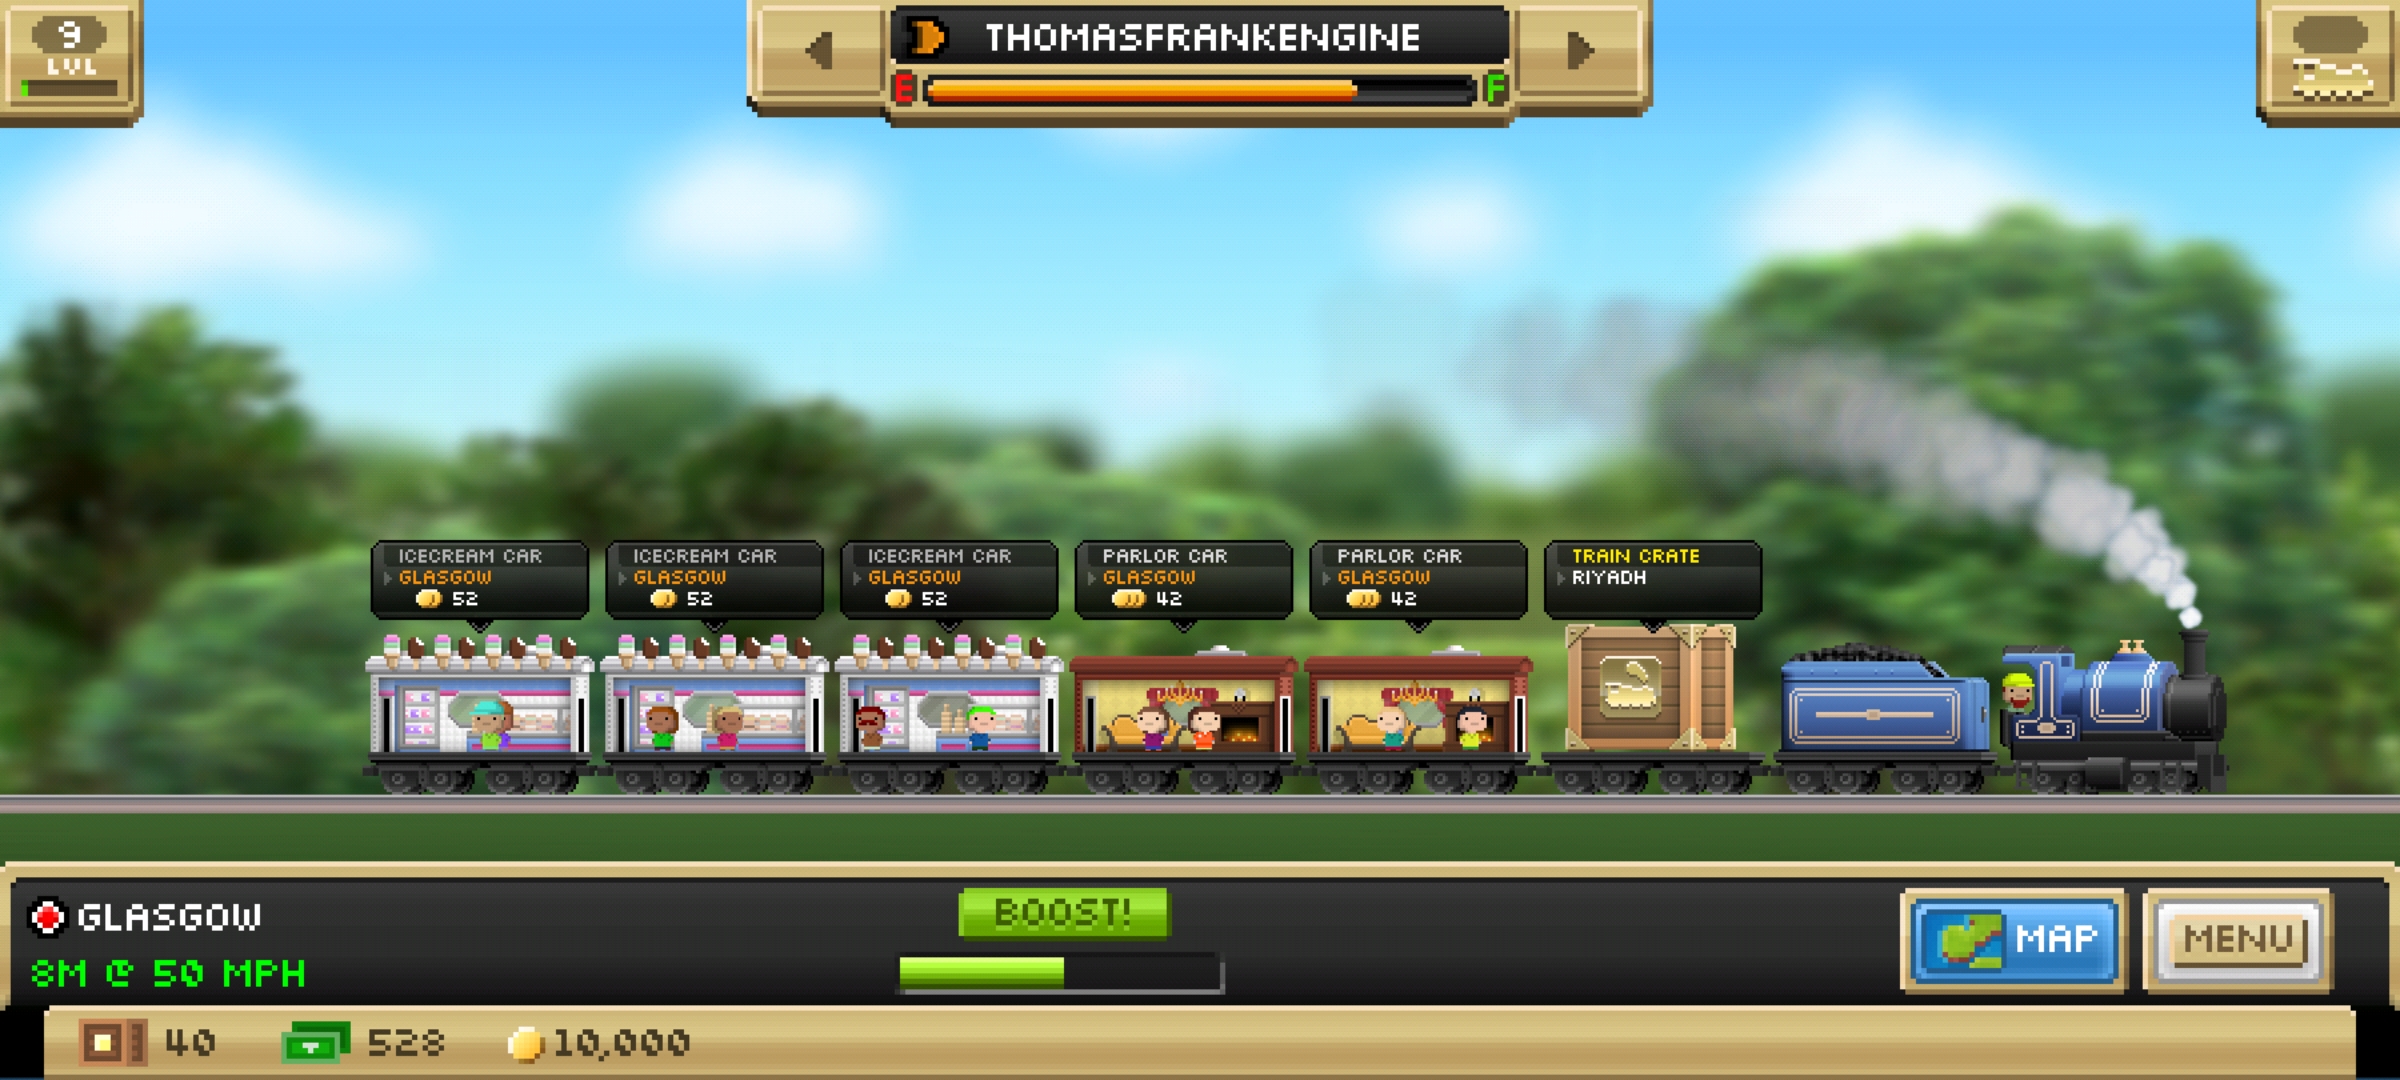 9
LVL
THOMASFRANKENGINE
E F
ICECREAM CAR
GLASGOW
52
ICECREAM CAR
GLASGOW
52
ICECREAM CAR
GLASGOW
52
PARLOR CAR
GLASGOW
42
PARLOR CAR
GLASGOW
42
TRAIN CRATE
RIYADH
GLASGOW
8M @ 50 MPH
BOOST!
MAP
MENU
40 528 10,000